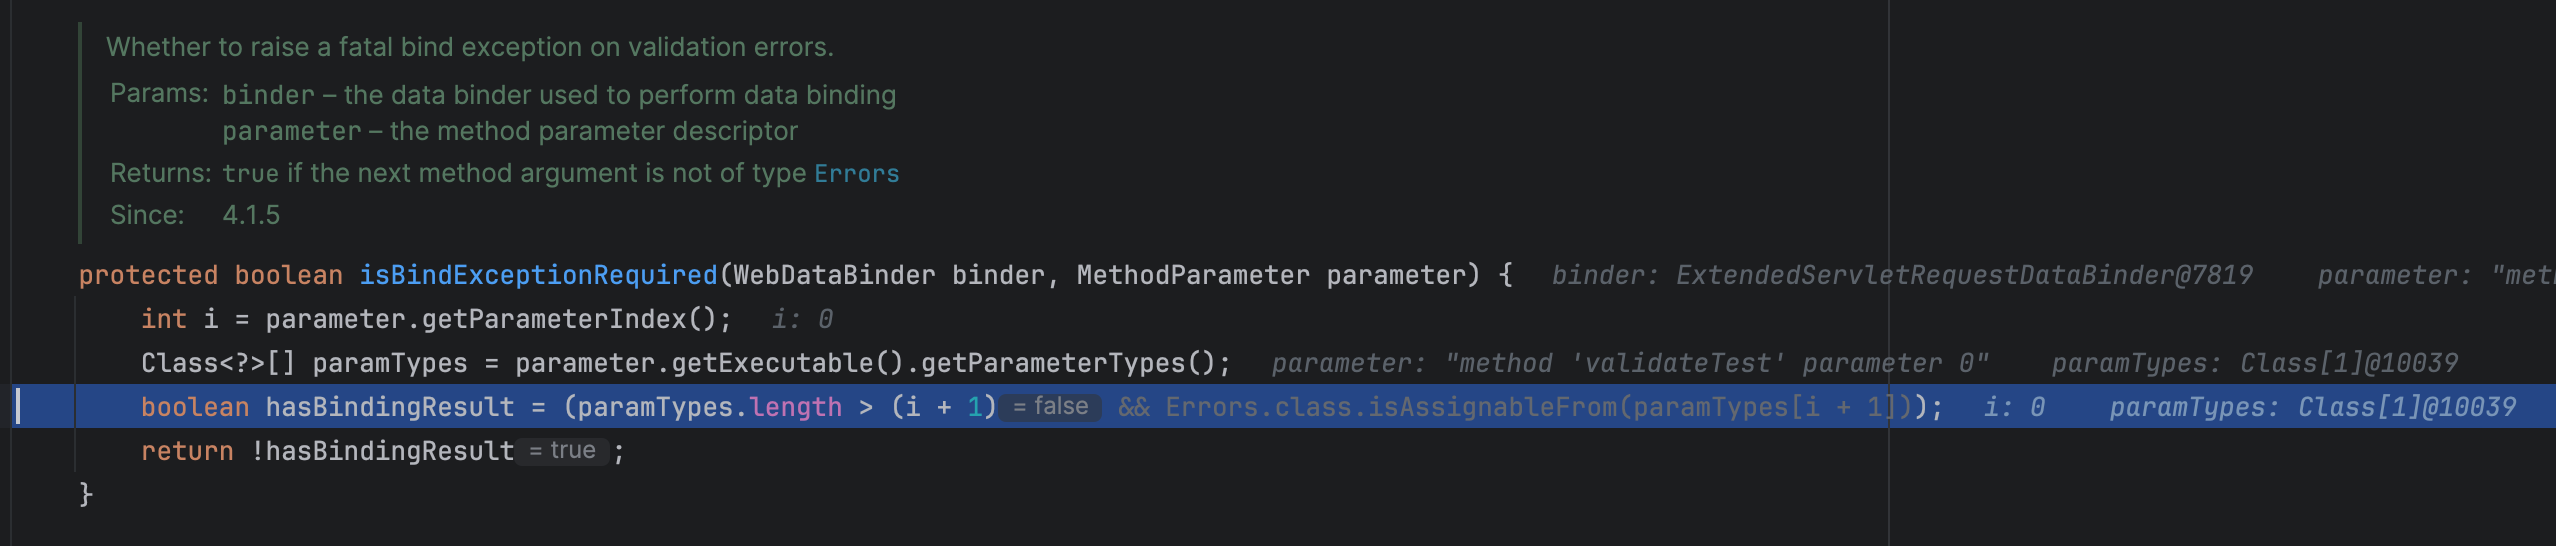 Whether to raise a fatal bind exception on validation errors.
Params: binder – the data binder used to perform data binding
parameter – the method parameter descriptor
Returns: true if the next method argument is not of type Errors
Since: 4.1.5
protected boolean isBindExceptionRequired(WebDataBinder binder, MethodParameter parameter) { binder: ExtendedServletRequestDataBinder@7819 parameter: "met
int i = parameter.getParameterIndex(); i: 0
Class<?>[] paramTypes = parameter.getExecutable().getParameterTypes(); parameter: "method 'validateTest' parameter 0" paramTypes: Class[1]@10039
boolean hasBindingResult = (paramTypes.length > (i + 1) = false && Errors.class.isAssignableFrom(paramTypes[i + 1])); i: 0 paramTypes: Class[1]@10039
return !hasBindingResult = true ;
}